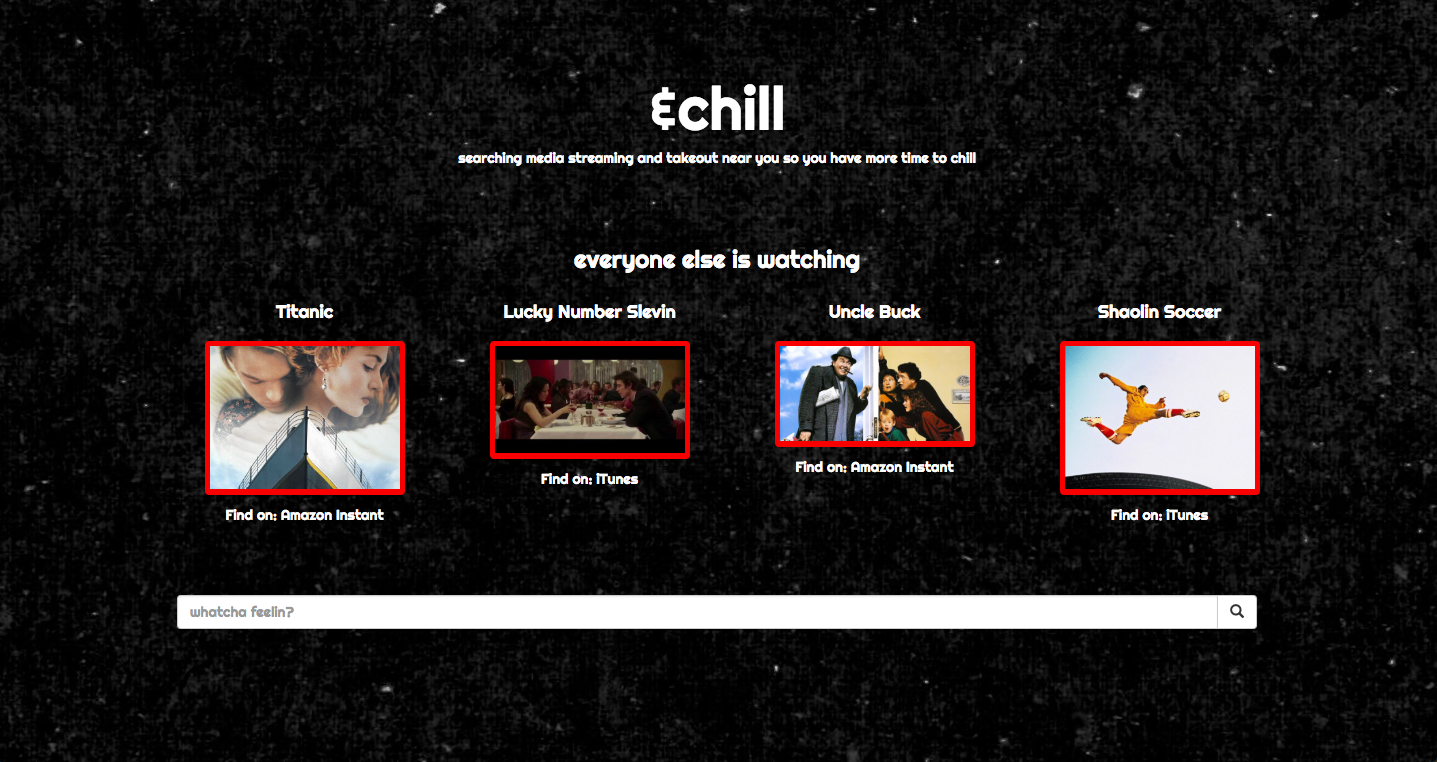 &chill
searching media streaming and takeout near you so you have more time to chill
everyone else is watching
Titanic
Lucky Number Slevin
Uncle Buck
Shaolin Soccer
Find on: Amazon Instant
Find on: iTunes
Find on: Amazon Instant
Find on: iTunes
whatcha feelin?